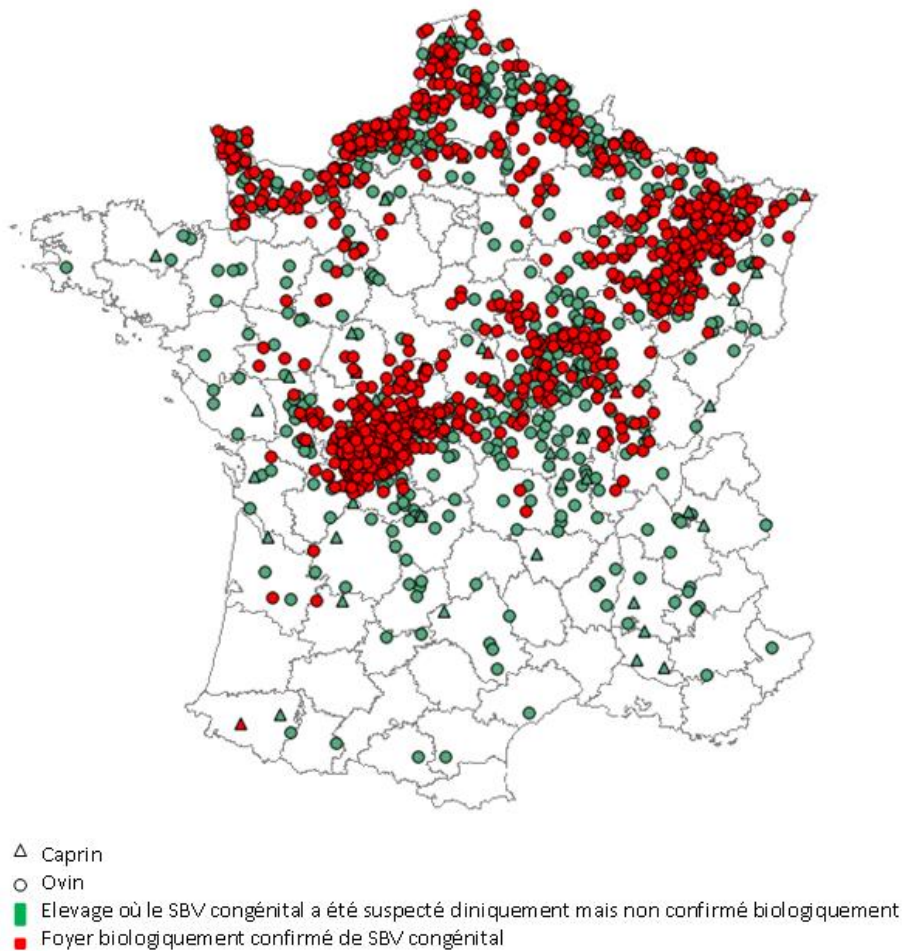 Caprin
Ovin
Elevage où le SBV congénital a été suspecté cliniquement mais non confirmé biologiquement
Foyer biologiquement confirmé de SBV congénital